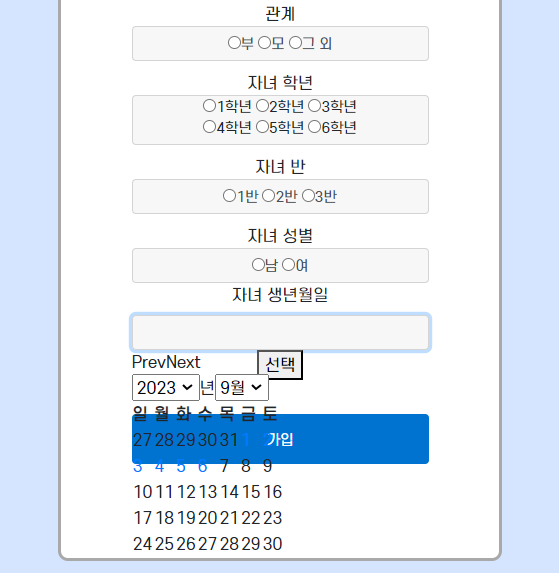 관계
부 모 그 외
자녀 학년
1학년 2학년 3학년
4학년 5학년 6학년
자녀 반
1반 2반 3반
자녀 성별
남 여
자녀 생년월일
PrevNext 선택
2023 년 9월
일 월 화 수 목 금 토
27 28 29 30 31 1
가입
3 4 5 6 7 8 9
10 11 12 13 14 15 16
17 18 19 20 21 22 23
24 25 26 27 28 29 30